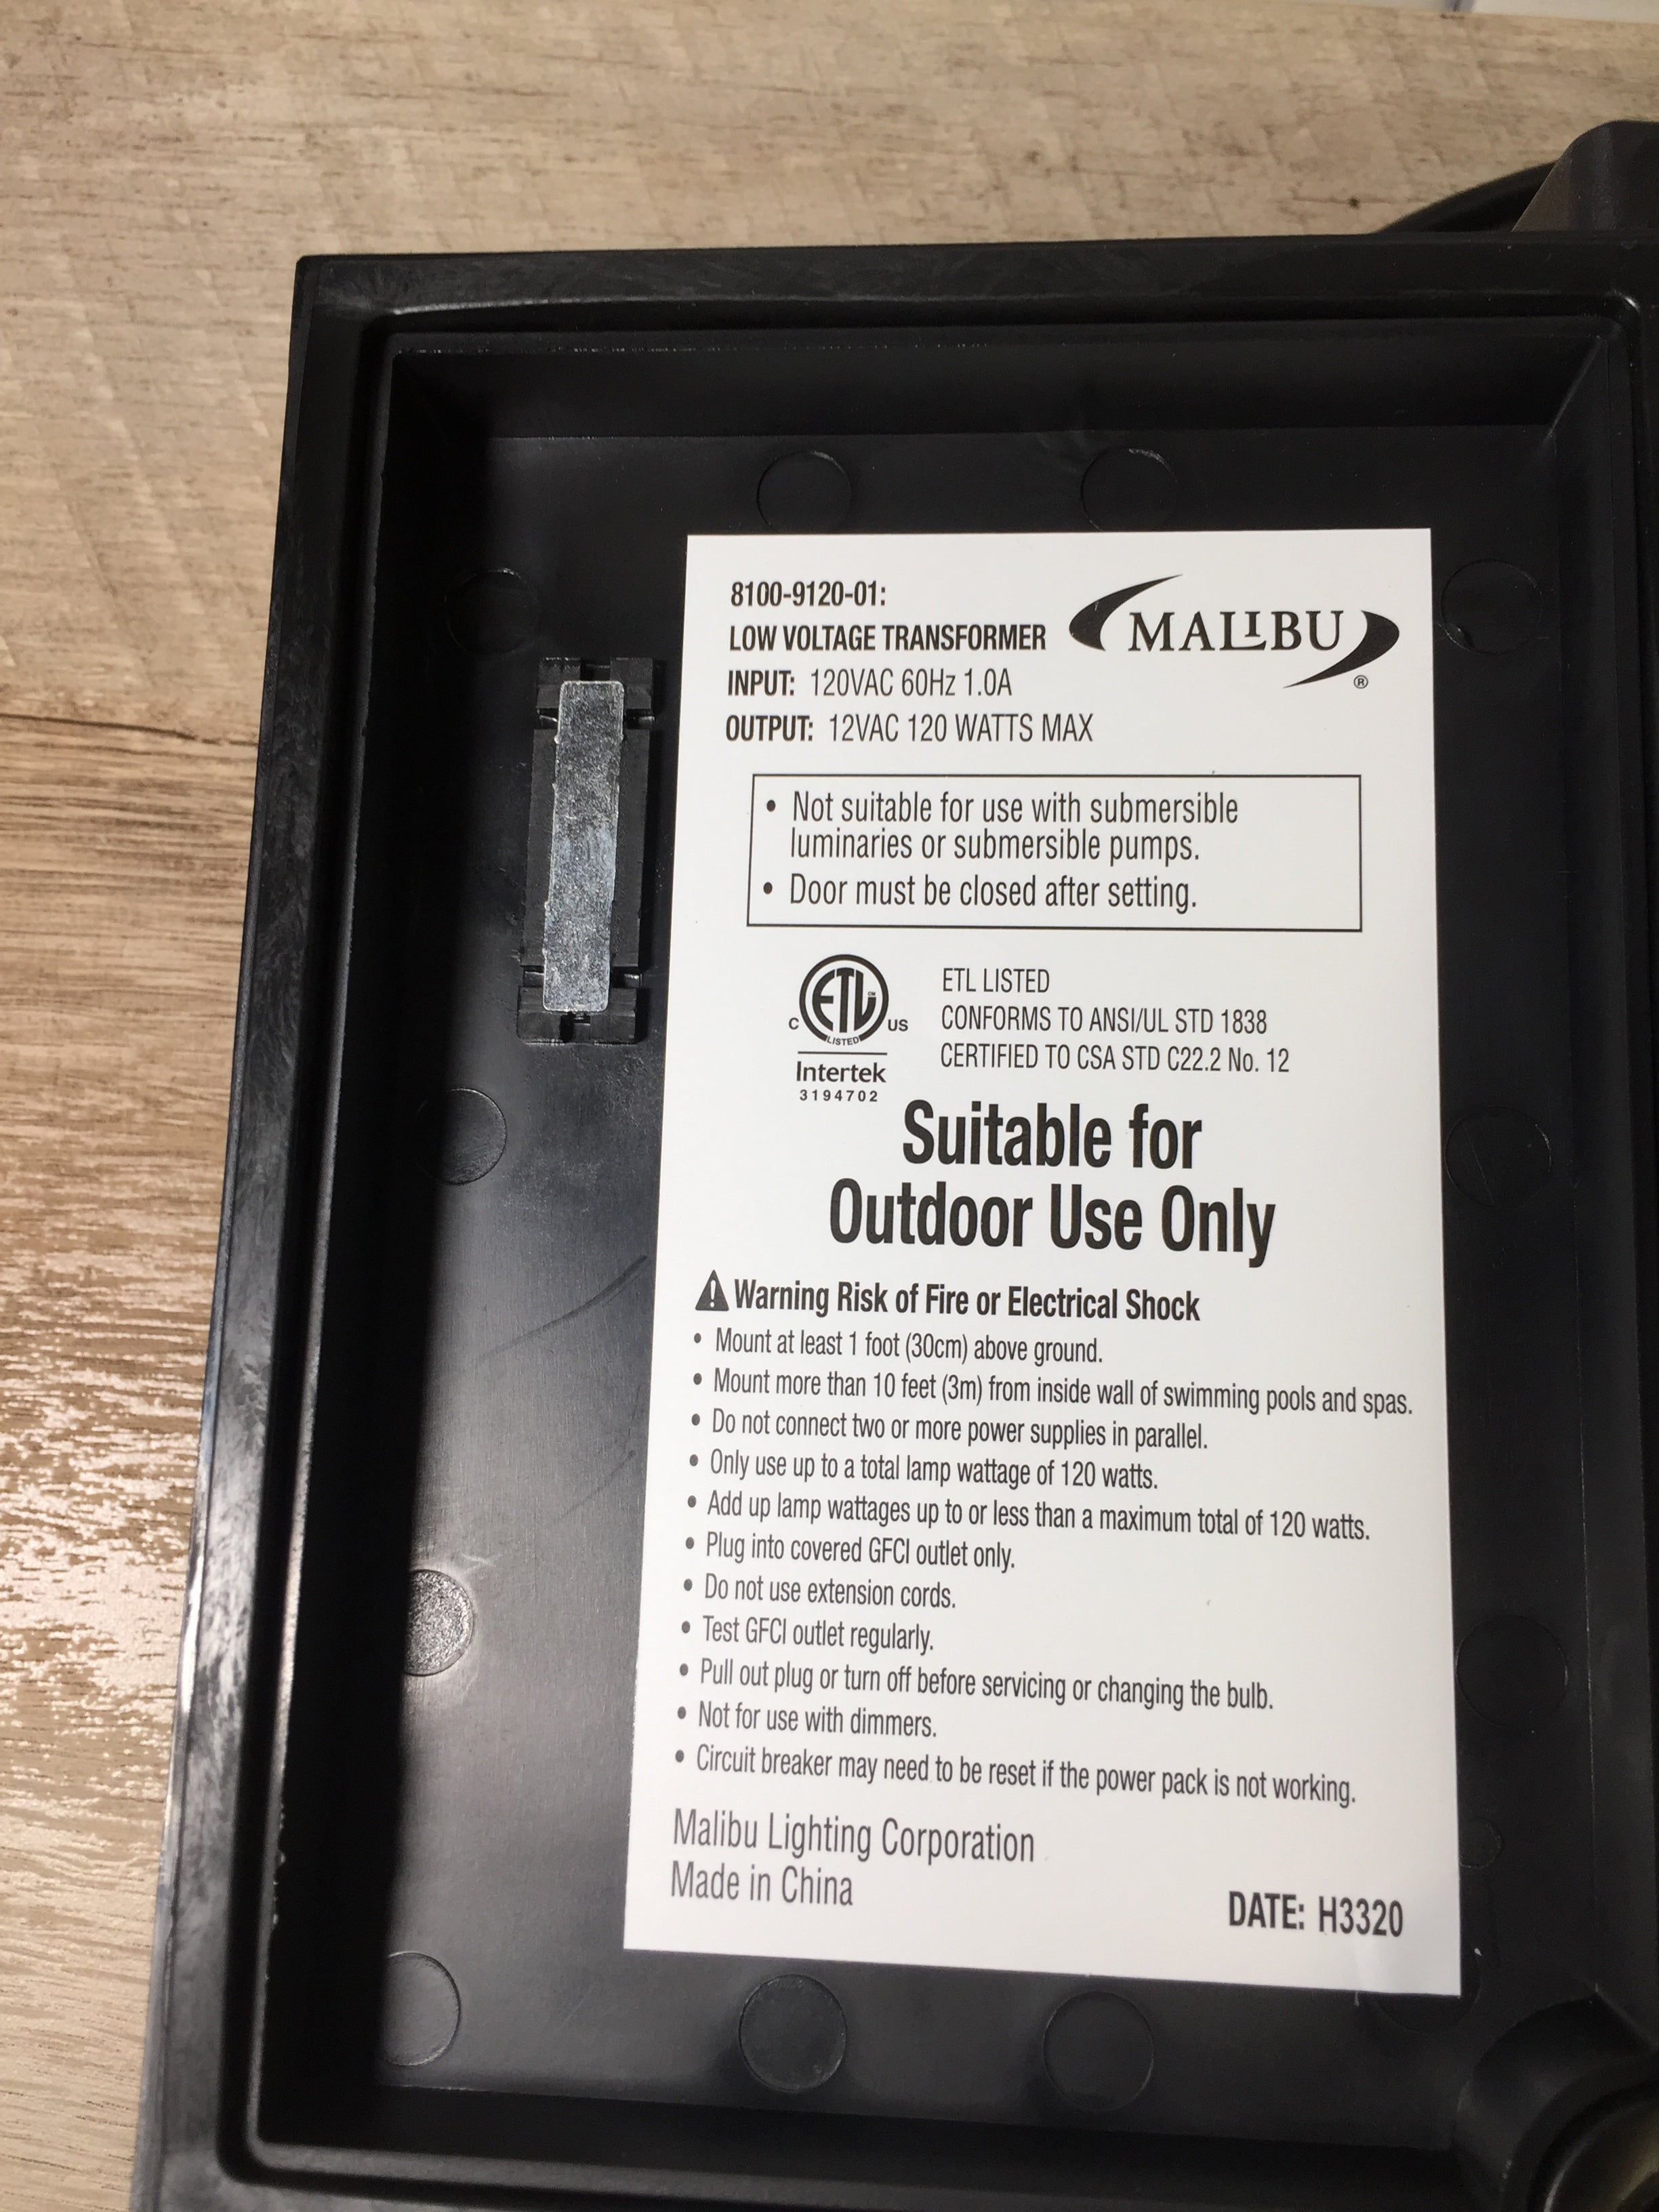 8100-9120-01:
LOW VOLTAGE TRANSFORMER
MALIBU
®
INPUT: 120VAC 60Hz 1.0A
OUTPUT: 12VAC 120 WATTS MAX
• Not suitable for use with submersible
luminaries or submersible pumps.
• Door must be closed after setting.
ETL
CM
LISTED
C
US
Intertek
3194702
ETL LISTED
CONFORMS TO ANSI/UL STD 1838
CERTIFIED TO CSA STD C22.2 No. 12
Suitable for
Outdoor Use Only
Warning Risk of Fire or Electrical Shock
• Mount at least 1 foot (30cm) above ground.
• Mount more than 10 feet (3m) from inside wall of swimming pools and spas.
• Do not connect two or more power supplies in parallel.
• Only use up to a total lamp wattage of 120 watts.
• Add up lamp wattages up to or less than a maximum total of 120 watts.
• Plug into covered GFCI outlet only.
• Do not use extension cords.
• Test GFCI outlet regularly.
• Pull out plug or turn off before servicing or changing the bulb.
• Not for use with dimmers.
• Circuit breaker may need to be reset if the power pack is not working.
Malibu Lighting Corporation
Made in China
DATE: H3320